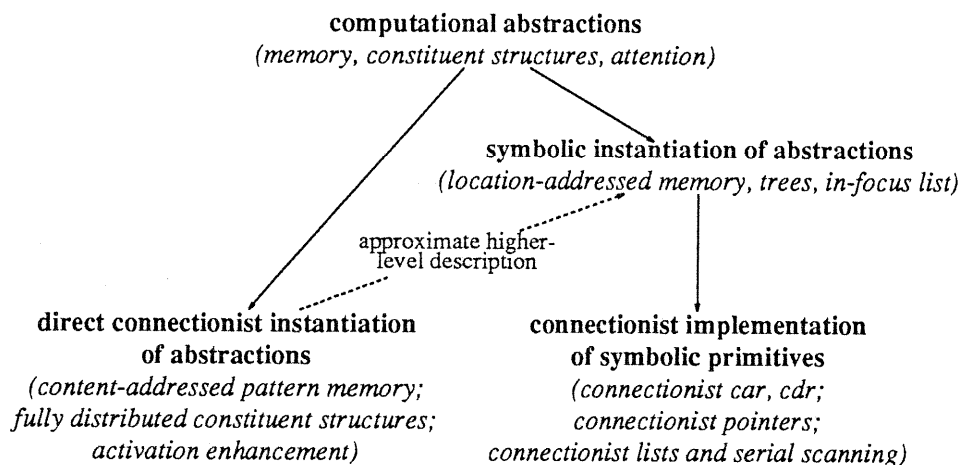 computational abstractions
(memory, constituent structures, attention)
symbolic instantiation of abstractions
(location-addressed memory, trees, in-focus list)
approximate higher-
level description
direct connectionist instantiation
of abstractions
(content-addressed pattern memory;
fully distributed constituent structures;
activation enhancement)
connectionist implementation
of symbolic primitives
(connectionist car, cdr;
connectionist pointers;
connectionist lists and serial scanning)